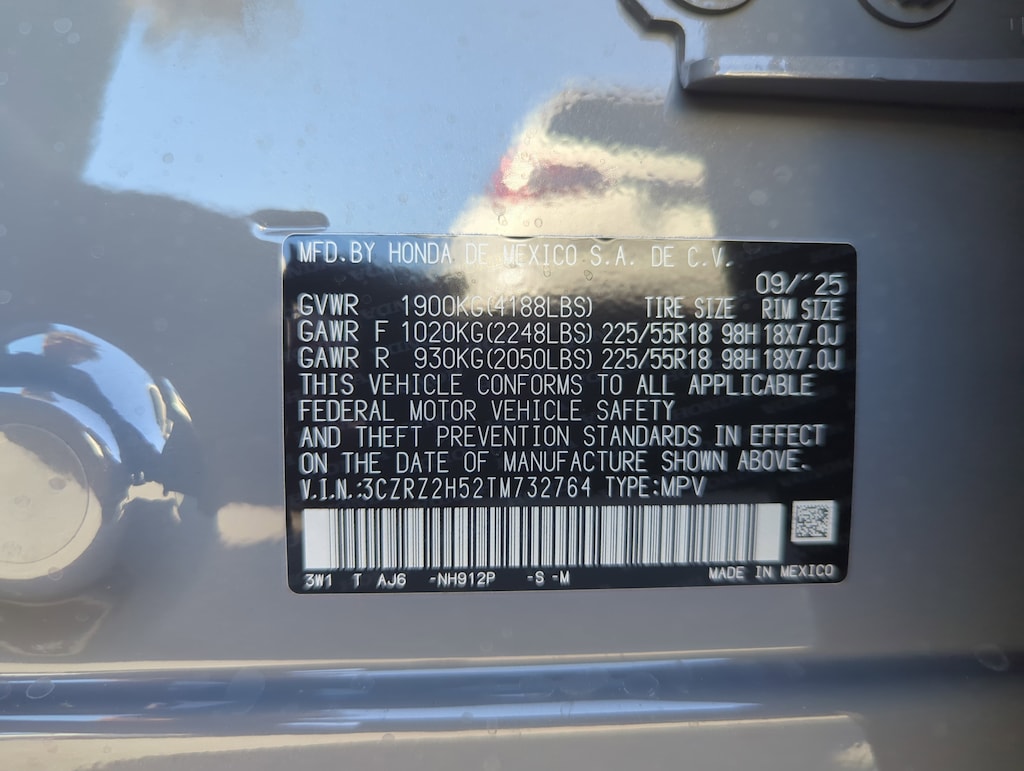 MFD.BY HONDA DE MEXICO S.A. DE C.V.
09/ 25
GVWR 1900KG(4188LBS) TIRE SIZE RIM SIZE
GAWR F 1020KG(2248LBS) 225/55R18 98H 18X7.0J
GAWR R 930KG(2050LBS) 225/55R18 98H 18X7.0J
THIS VEHICLE CONFORMS TO ALL APPLICABLE
FEDERAL MOTOR VEHICLE SAFETY
AND THEFT PREVENTION STANDARDS IN EFFECT
ON THE DATE OF MANUFACTURE SHOWN ABOVE.
V.I.N.:3CZRZ2H52TM732764 TYPE:MPV
3W1 T AJ6 -NH912P -S -M MADE IN MEXICO